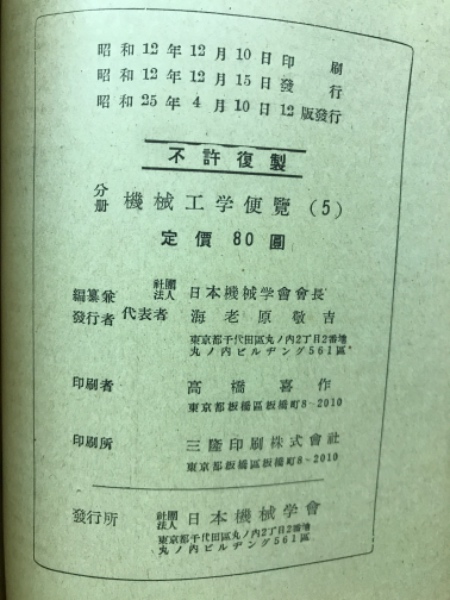 昭和12年12月10日印刷
昭和12年12月15日發行
昭和25年4月10日12版發行
不許復製
分冊 機械工学便覽 (5)
定價 80圓
編纂兼發行者 社團法人 日本機械学會會長
代表者 海老原敬吉
東京都千代田區丸ノ内2丁目2番地
丸ノ内ビルヂング561區
印刷者 高橋喜作
東京都板橋區板橋町8-2010
印刷所 三隆印刷株式會社
東京都板橋區板橋町8-2010
發行所 社團法人 日本機械学會
東京都千代田區丸ノ内2丁目2番地
丸ノ内ビルヂング561區